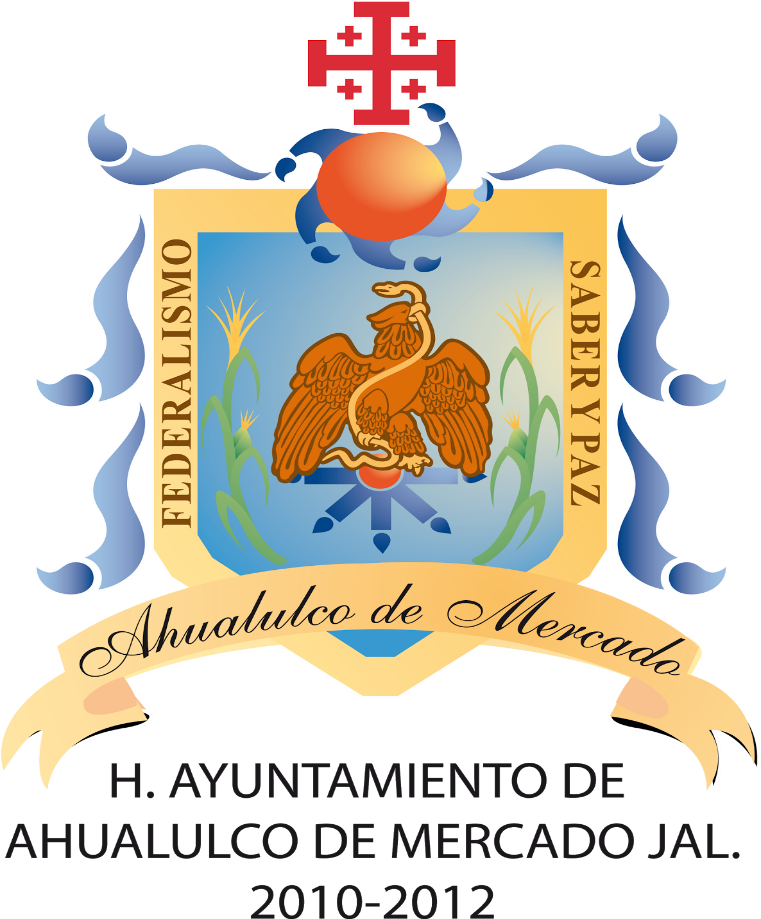 FEDERALISMO
SABER Y PAZ
Ahualulco de Mercado
H. AYUNTAMIENTO DE
AHUALULCO DE MERCADO JAL.
2010-2012